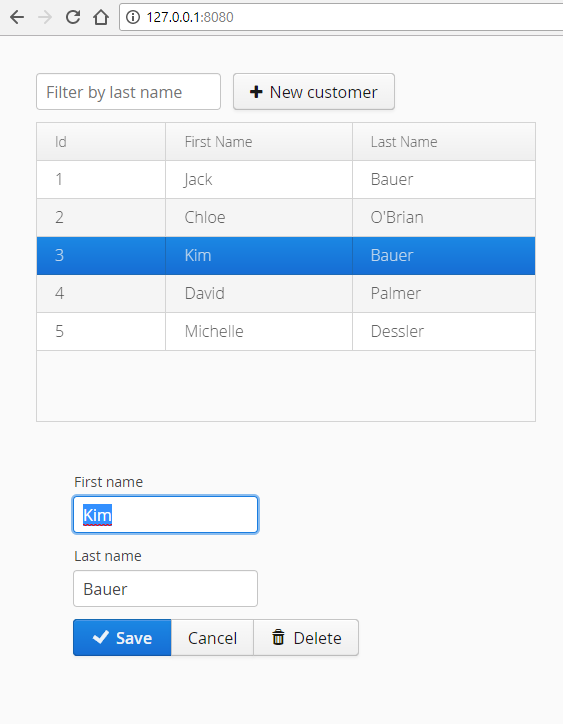 127.0.0.1:8080
Filter by last name New customer
Id First Name Last Name
1 Jack Bauer
2 Chloe O'Brian
3 Kim Bauer
4 David Palmer
5 Michelle Dessler
First name
Kim
Last name
Bauer
Save Cancel Delete